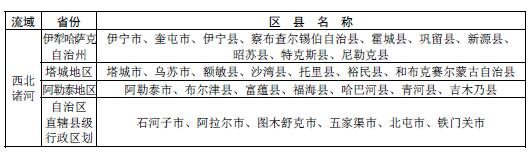 流域 省份 区 县 名 称
西北诸河
伊犁哈萨克自治州
伊宁市、奎屯市、伊宁县、察布查尔锡伯自治县、霍城县、巩留县、新源县、
昭苏县、特克斯县、尼勒克县
塔城地区 塔城市、乌苏市、额敏县、沙湾县、托里县、裕民县、和布克赛尔蒙古自治县
阿勒泰地区 阿勒泰市、布尔津县、富蕴县、福海县、哈巴河县、青河县、吉木乃县
自治区
直辖县级
行政区划
石河子市、阿拉尔市、图木舒克市、五家渠市、北屯市、铁门关市